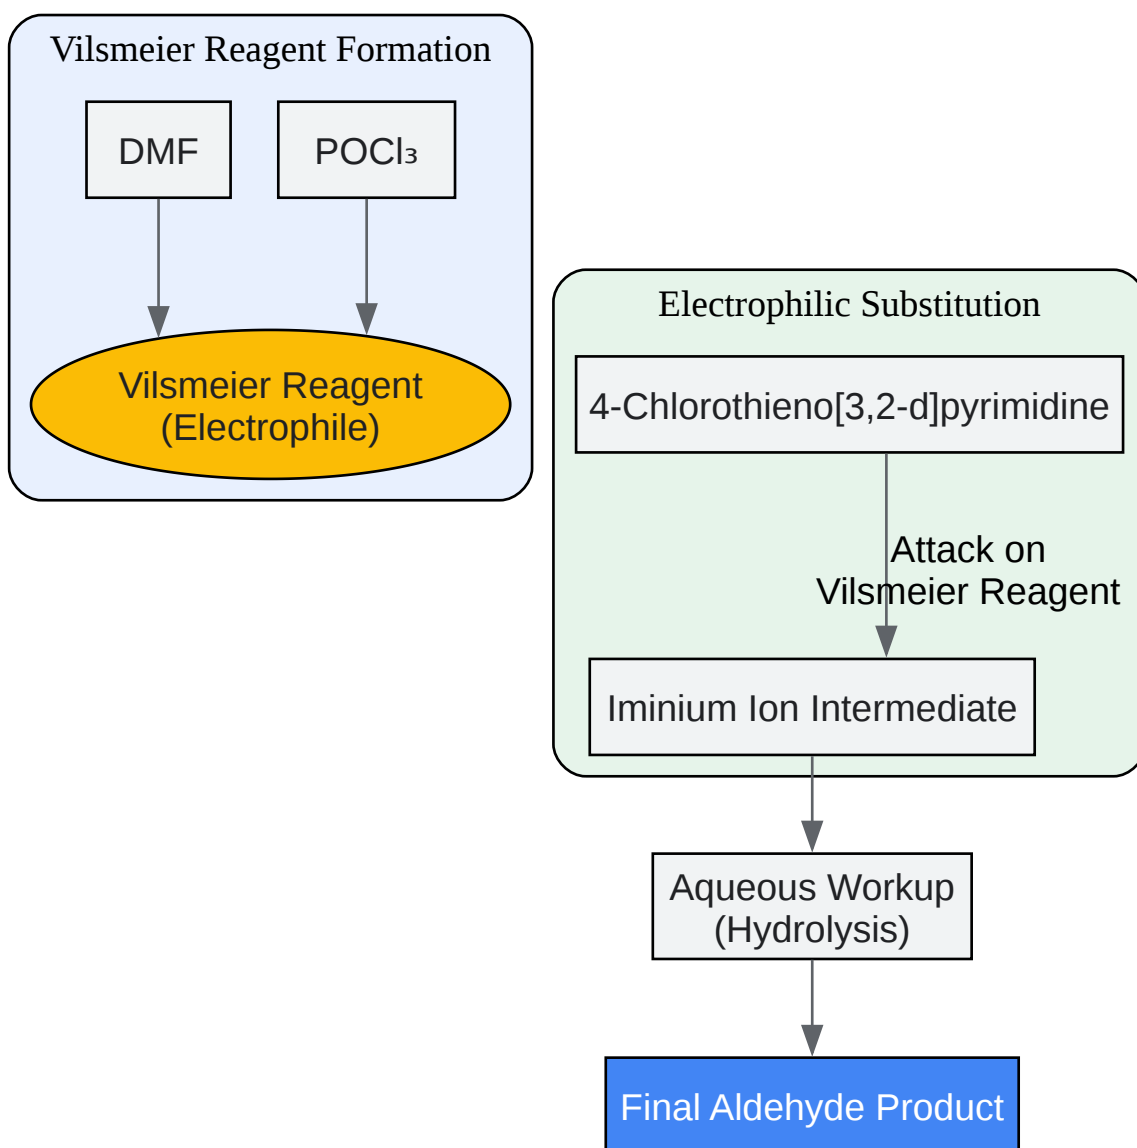 Vilsmeier Reagent Formation
DMF
POCl₃
Vilsmeier Reagent
(Electrophile)
Electrophilic Substitution
4-Chlorothieno[3,2-d]pyrimidine
Attack on
Vilsmeier Reagent
Iminium Ion Intermediate
Aqueous Workup
(Hydrolysis)
Final Aldehyde Product